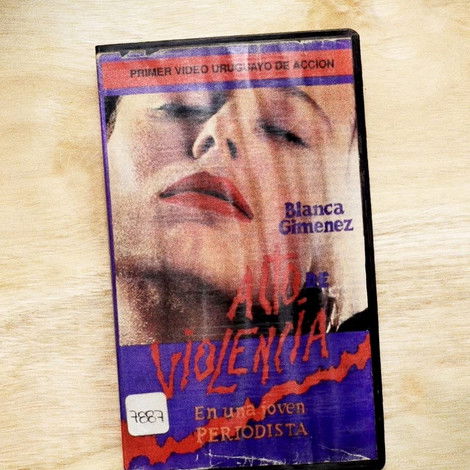 PRIMER VIDEO URUGUAYO DE ACCION
Blanca
Gimenez
ACTO DE
VIOLENCIA
En una joven
PERIODISTA
7887